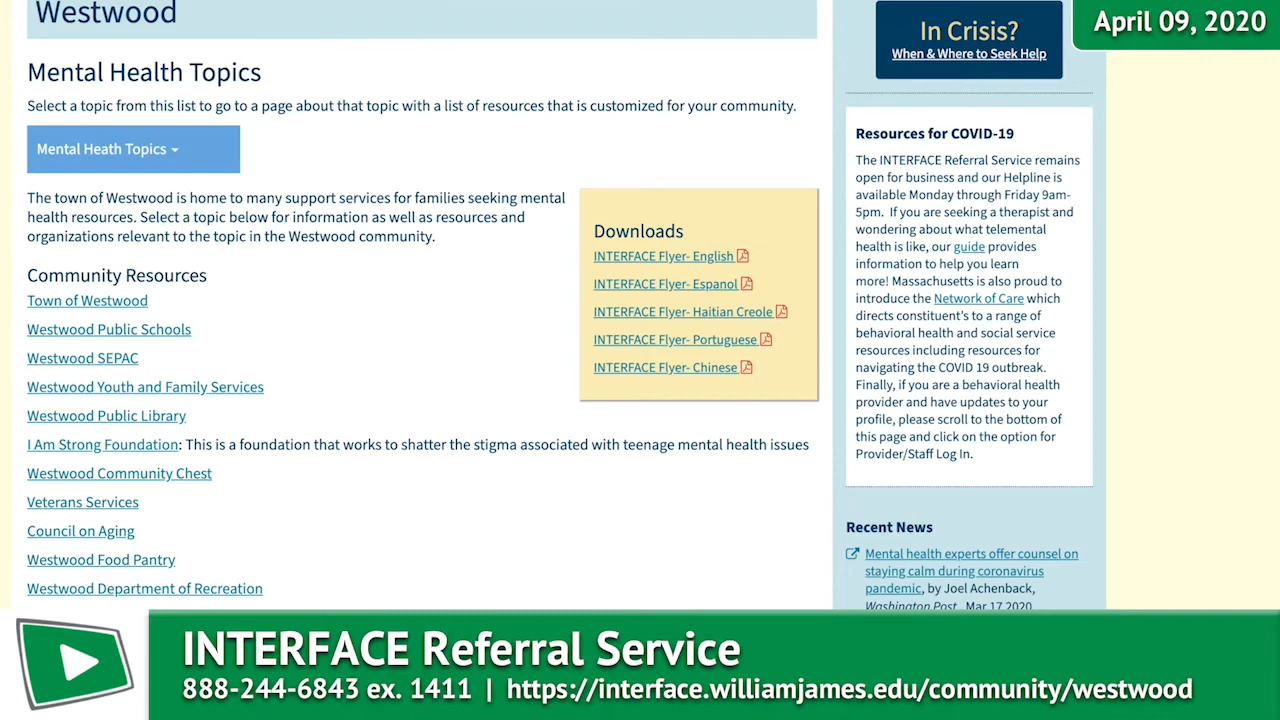 Westwood
Mental Health Topics
Select a topic from this list to go to a page about that topic with a list of resources that is customized for your community.
Mental Heath Topics
The town of Westwood is home to many support services for families seeking mental
health resources. Select a topic below for information as well as resources and
organizations relevant to the topic in the Westwood community.
Community Resources
Town of Westwood
Westwood Public Schools
Westwood SEPAC
Westwood Youth and Family Services
Westwood Public Library
I Am Strong Foundation: This is a foundation that works to shatter the stigma associated with teenage mental health issues
Westwood Community Chest
Veterans Services
Council on Aging
Westwood Food Pantry
Westwood Department of Recreation
Downloads
INTERFACE Flyer- English
INTERFACE Flyer- Espanol
INTERFACE Flyer- Haitian Creole
INTERFACE Flyer- Portuguese
INTERFACE Flyer- Chinese
In Crisis?
When & Where to Seek Help
April 09, 2020
Resources for COVID-19
The INTERFACE Referral Service remains
open for business and our Helpline is
available Monday through Friday 9am-
5pm. If you are seeking a therapist and
wondering about what telemental
health is like, our guide provides
information to help you learn
more! Massachusetts is also proud to
introduce the Network of Care which
directs constituent's to a range of
behavioral health and social service
resources including resources for
navigating the COVID 19 outbreak.
Finally, if you are a behavioral health
provider and have updates to your
profile, please scroll to the bottom of
this page and click on the option for
Provider/Staff Log In.
Recent News
Mental health experts offer counsel on
staying calm during coronavirus
pandemic, by Joel Achenback,
Washington Post, Mar 17 2020
INTERFACE Referral Service
888-244-6843 ex. 1411 | https://interface.williamjames.edu/community/westwood